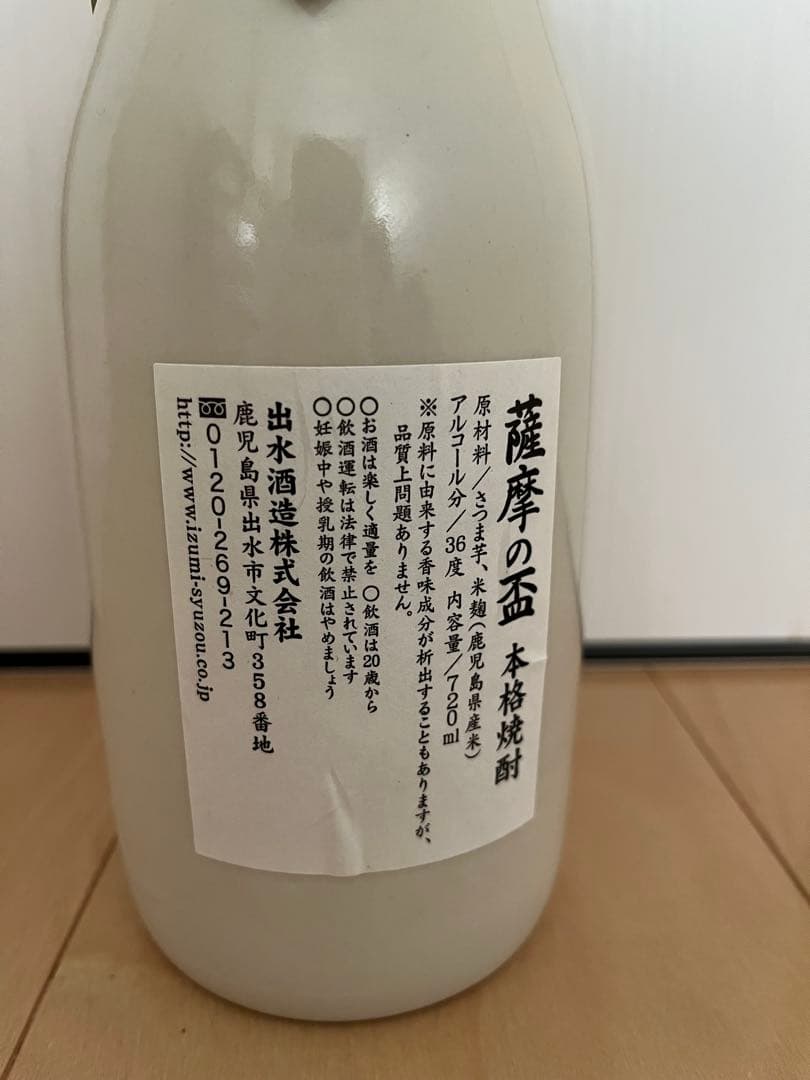 薩摩の盃 本格焼酎
原材料/さつま芋、米麹(鹿児島県産米)
アルコール分/36度 内容量/720ml
※原料に由来する香味成分が析出することもありますが、
品質上問題ありません。
○お酒は楽しく適量を ○飲酒は20歳から
○飲酒運転は法律で禁止されています
○妊娠中や授乳期の飲酒はやめましょう
出水酒造株式会社
鹿児島県出水市文化町358番地
0120-269-213
http://www.izumi-syuzou.co.jp